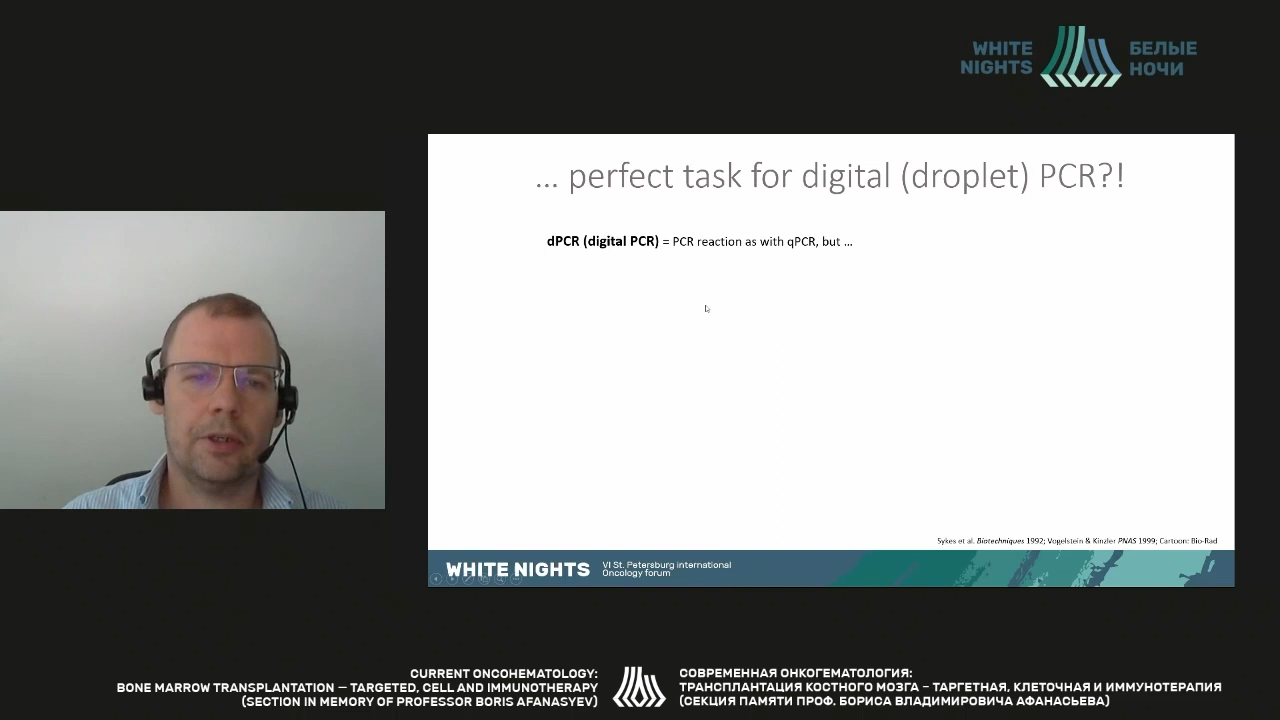 WHITE
NIGHTS
БЕЛЫЕ
НОЧИ
... perfect task for digital (droplet) PCR?!
dPCR (digital PCR) = PCR reaction as with qPCR, but ...
Sykes et al. Biotechniques 1992; Vogelstein & Kinzler PNAS 1999; Cartoon: Bio-Rad
WHITE NIGHTS
VI St. Petersburg international
Oncology forum
CURRENT ONCOHEMATOLOGY:
BONE MARROW TRANSPLANTATION – TARGETED, CELL AND IMMUNOTHERAPY
(SECTION IN MEMORY OF PROFESSOR BORIS AFANASYEV)
СОВРЕМЕННАЯ ОНКОГЕМАТОЛОГИЯ:
ТРАНСПЛАНТАЦИЯ КОСТНОГО МОЗГА – ТАРГЕТНАЯ, КЛЕТОЧНАЯ И ИММУНОТЕРАПИЯ
(СЕКЦИЯ ПАМЯТИ ПРОФ. БОРИСА ВЛАДИМИРОВИЧА АФАНАСЬЕВА)